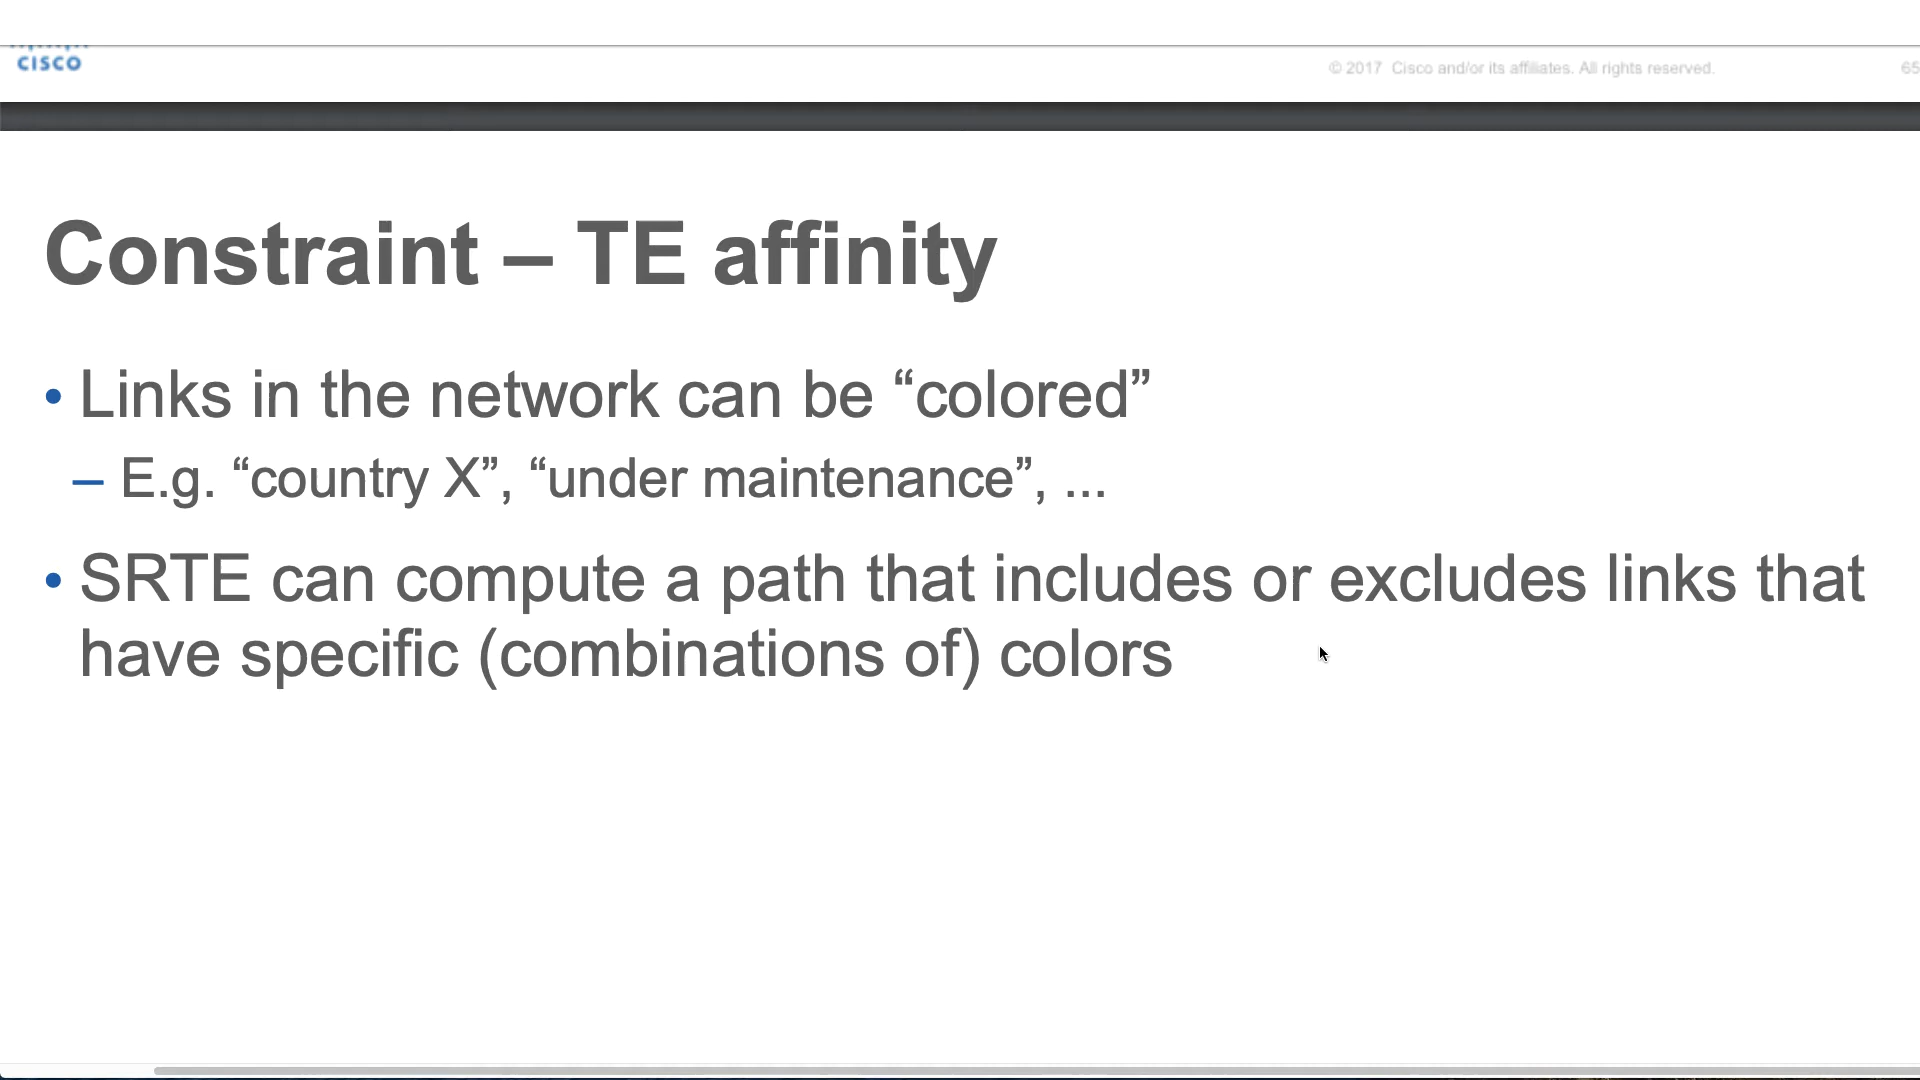 CISCO
© 2017 Cisco and/or its affiliates. All rights reserved. 65
Constraint – TE affinity
• Links in the network can be “colored”
– E.g. “country X”, “under maintenance”, ...
• SRTE can compute a path that includes or excludes links that
have specific (combinations of) colors